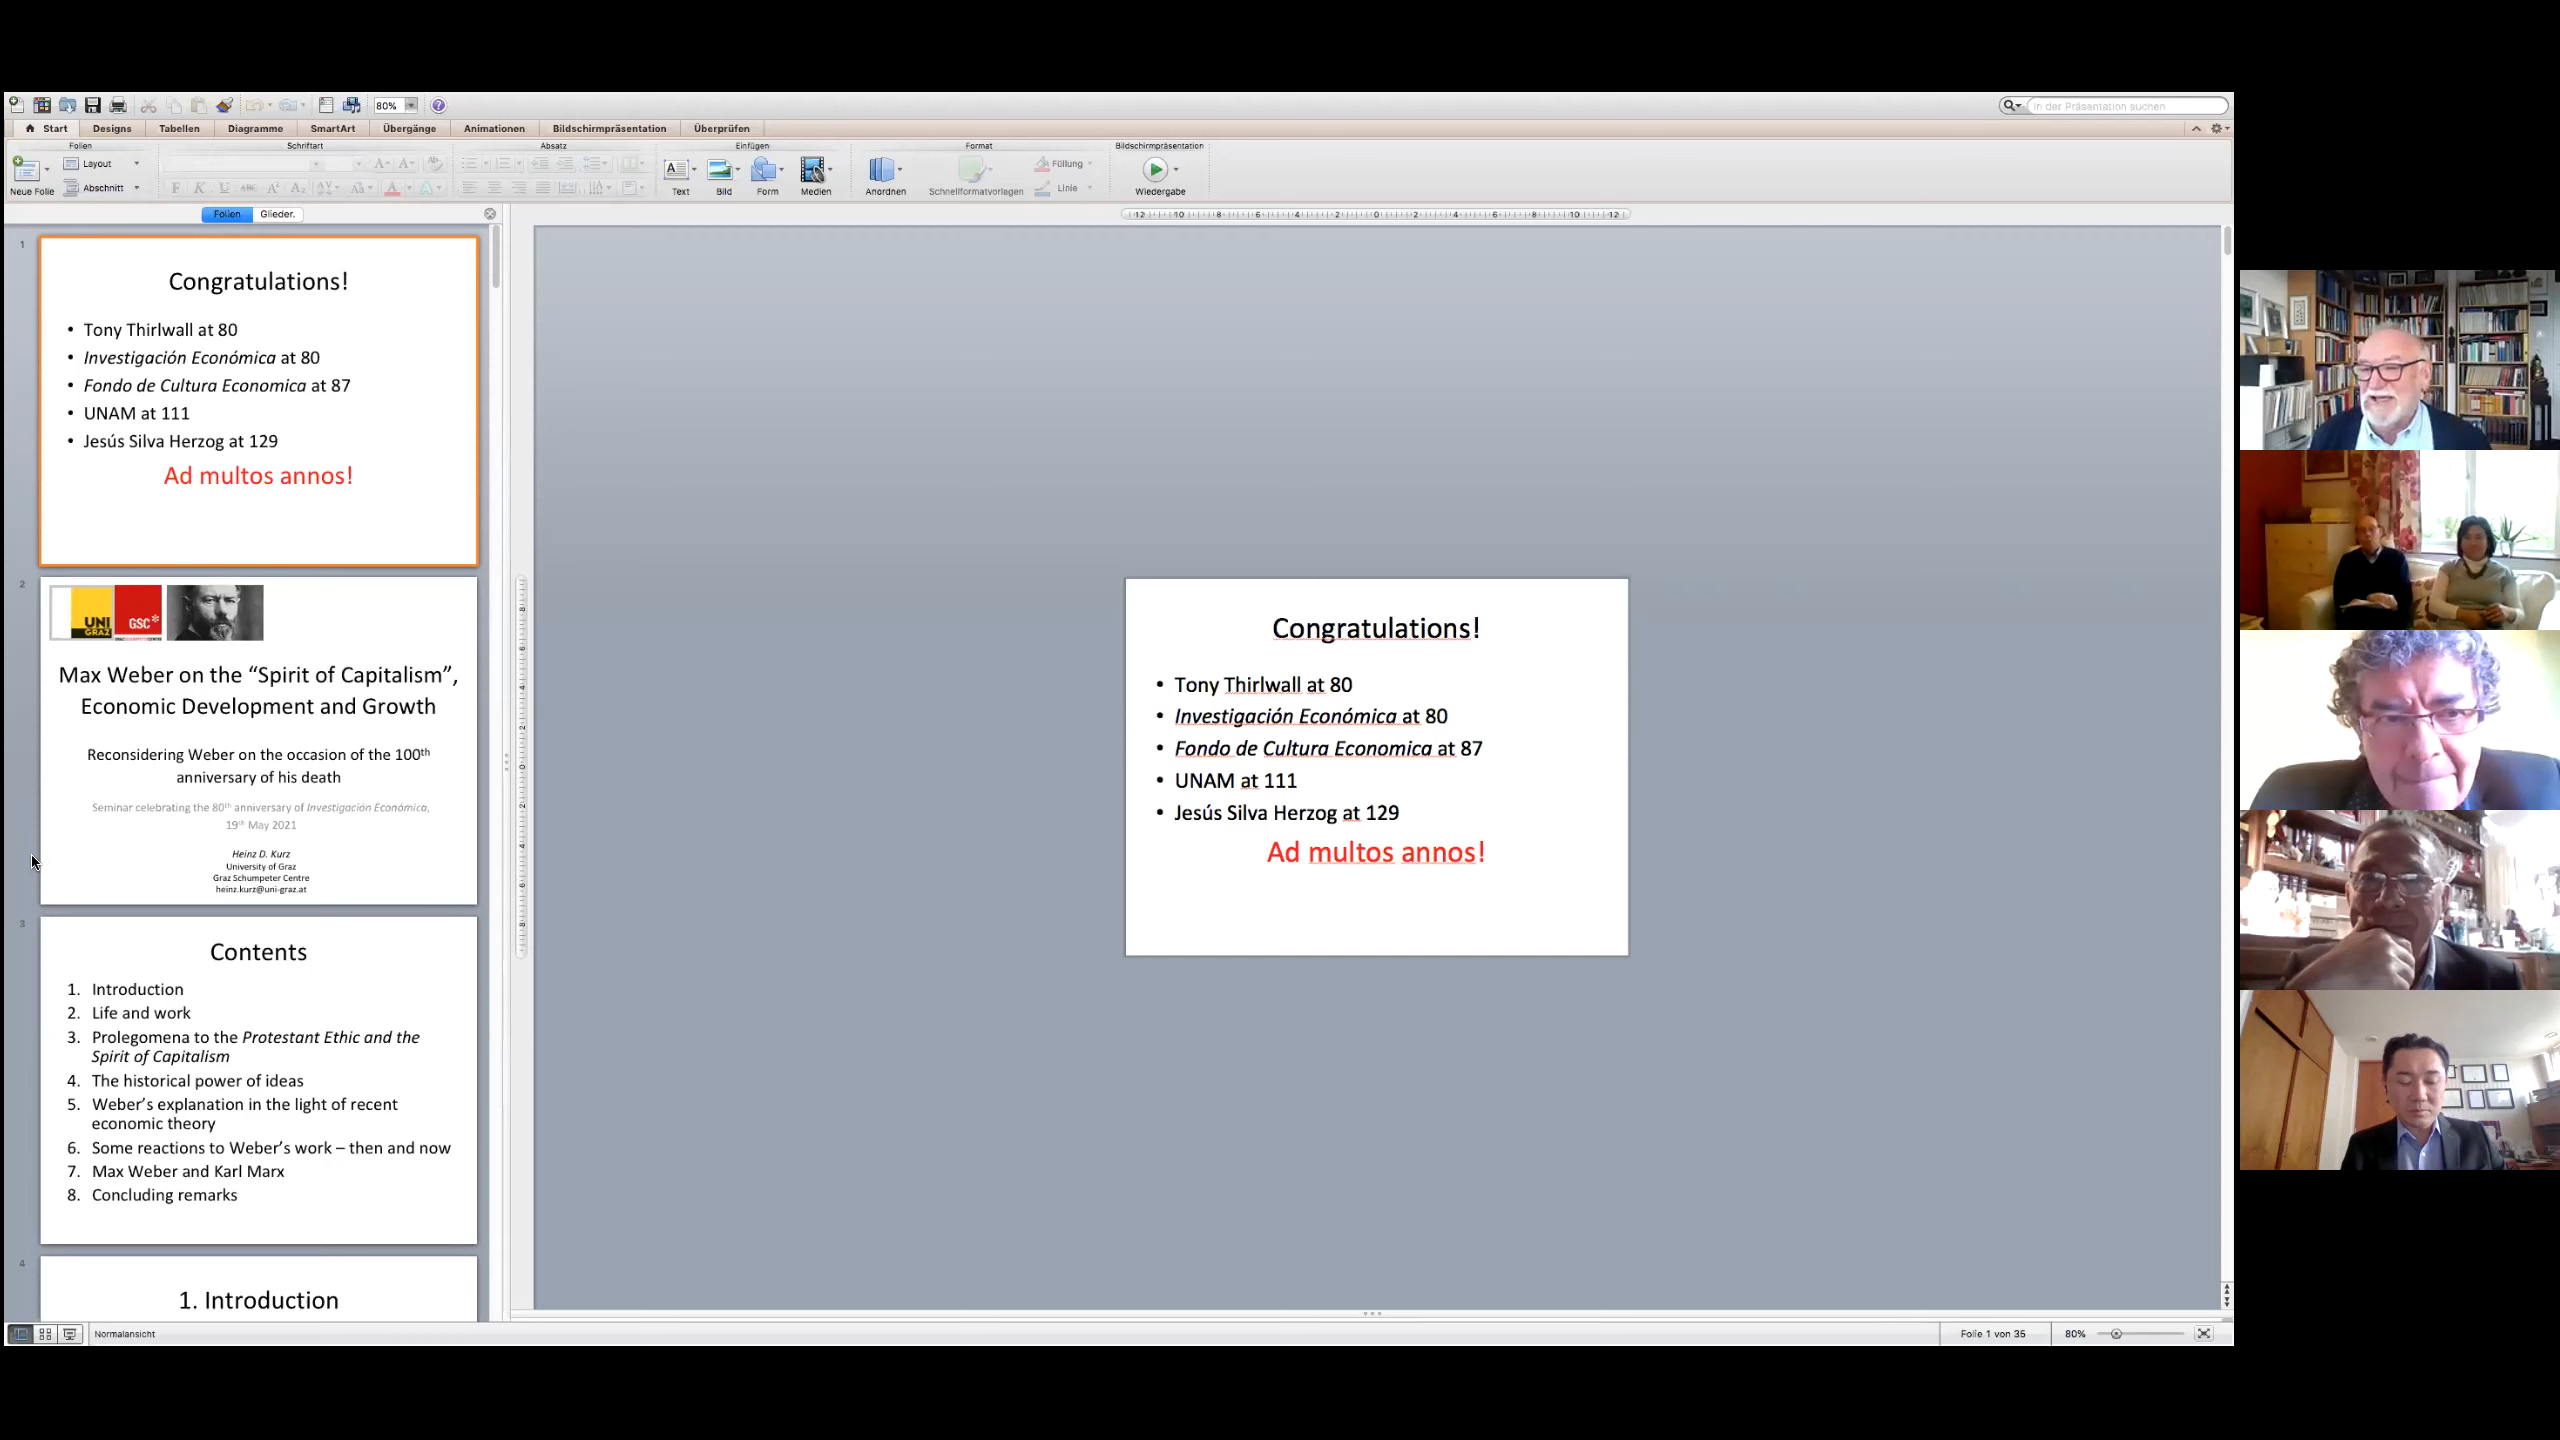 80%
In der Präsentation suchen
Start
Designs
Tabellen
Diagramme
SmartArt
Übergänge
Animationen
Bildschirmpräsentation
Überprüfen
Folien
Schriftart
Absatz
Einfügen
Format
Bildschirmpräsentation
Neue Folie
Layout
Abschnitt
Text
Bild
Form
Medien
Anordnen
Schnellformatvorlagen
Füllung
Linie
Wiedergabe
Folien
Glieder.
1
Congratulations!
• Tony Thirlwall at 80
• Investigación Económica at 80
• Fondo de Cultura Economica at 87
• UNAM at 111
• Jesús Silva Herzog at 129
Ad multos annos!
2
UNI
GRAZ
GSC*
Max Weber on the “Spirit of Capitalism”,
Economic Development and Growth
Reconsidering Weber on the occasion of the 100th
anniversary of his death
Seminar celebrating the 80th anniversary of Investigación Económica,
19th May 2021
Heinz D. Kurz
University of Graz
Graz Schumpeter Centre
heinz.kurz@uni-graz.at
3
Contents
1. Introduction
2. Life and work
3. Prolegomena to the Protestant Ethic and the
Spirit of Capitalism
4. The historical power of ideas
5. Weber’s explanation in the light of recent
economic theory
6. Some reactions to Weber’s work – then and now
7. Max Weber and Karl Marx
8. Concluding remarks
4
1. Introduction
Congratulations!
• Tony Thirlwall at 80
• Investigación Económica at 80
• Fondo de Cultura Economica at 87
• UNAM at 111
• Jesús Silva Herzog at 129
Ad multos annos!
Normalansicht
Folie 1 von 35
80%